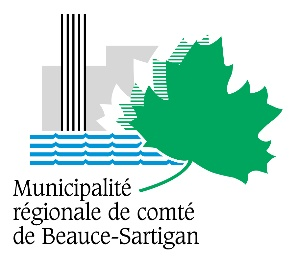 Municipalité
régionale de comté
de Beauce-Sartigan